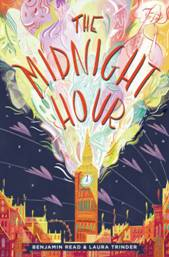 THE
MIDNIGHT
HOUR
BENJAMIN READ & LAURA TRINDER